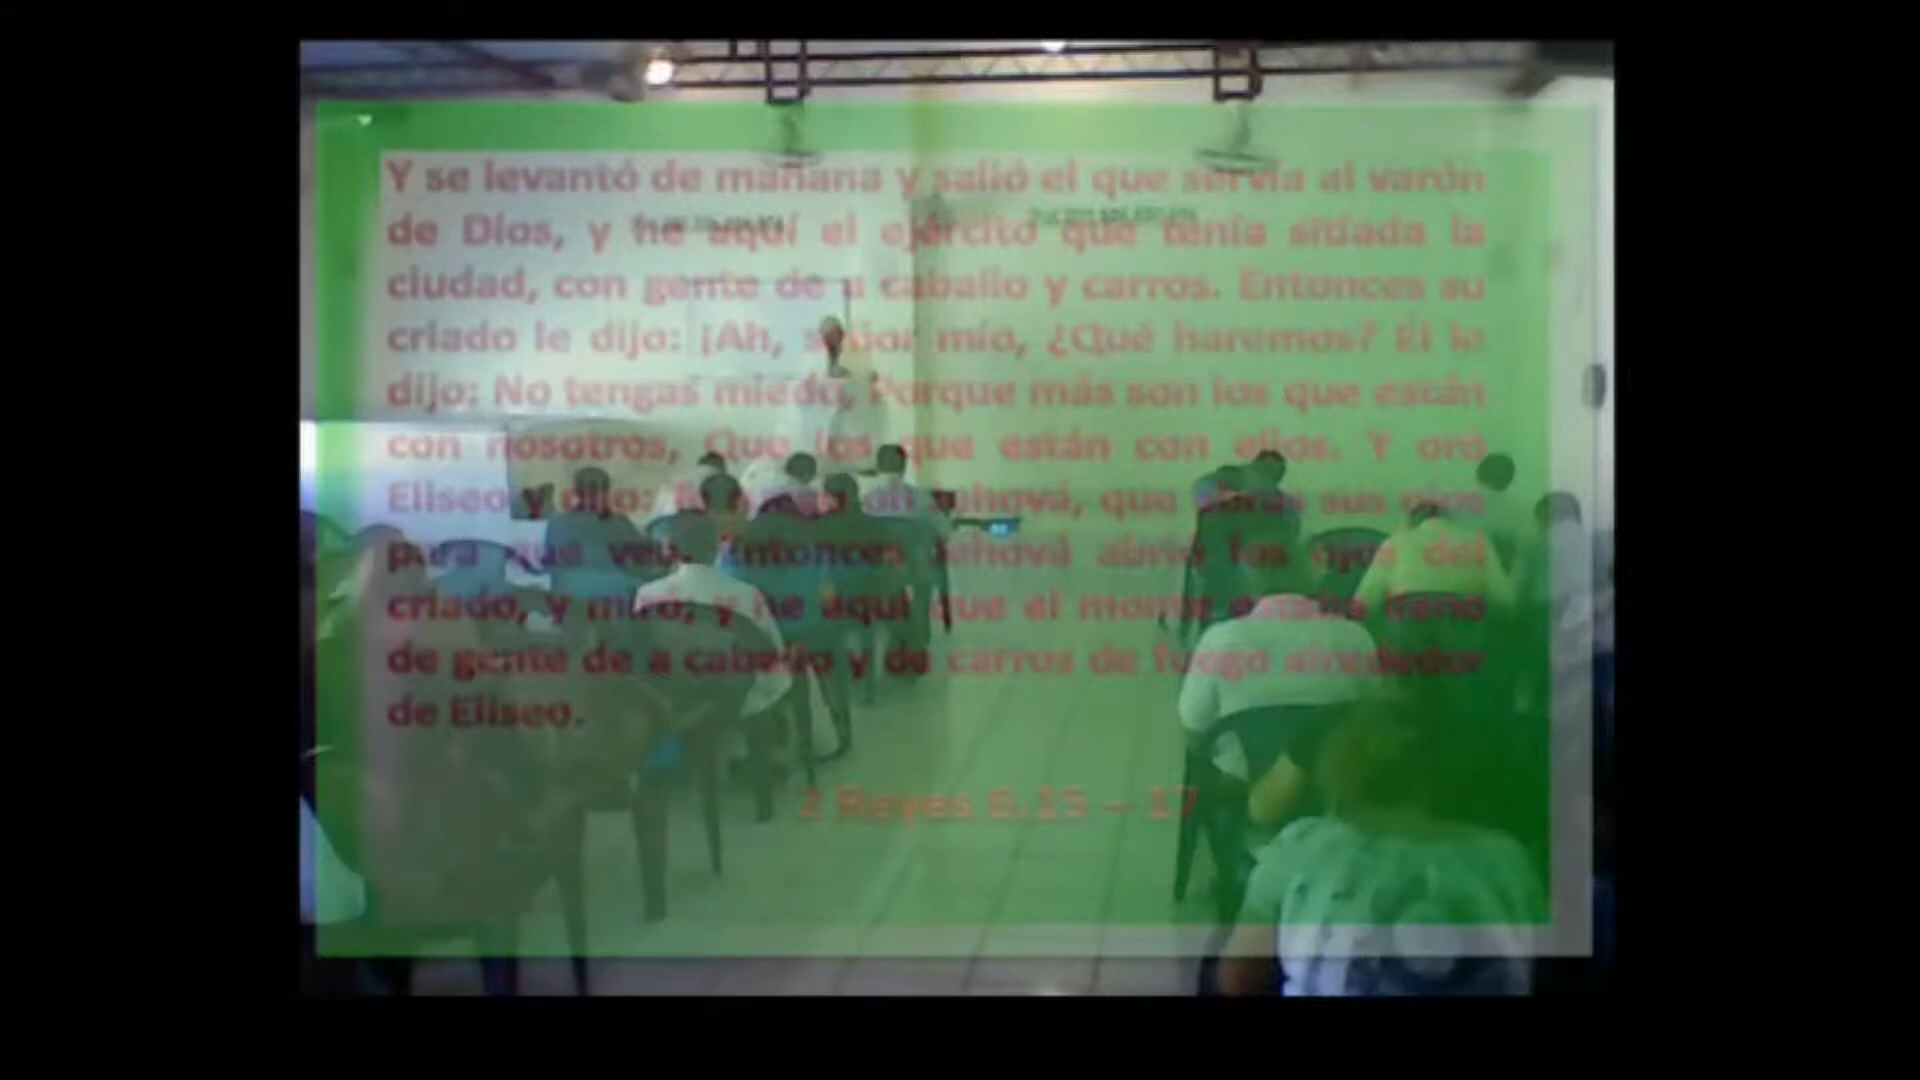 Y se levantó de mañana y salió el que servía al varón
de Dios, y he aquí el ejército que tenía sitiada la
ciudad, con gente de a caballo y carros. Entonces su
criado le dijo: ¡Ah, señor mío, ¿Qué haremos? Él le
dijo: No tengas miedo, Porque más son los que están
con nosotros, Que los que están con ellos. Y oró
Eliseo y dijo: Te ruego oh Jehová, que abras sus ojos
para que vea. Entonces Jehová abrió los ojos del
criado, y miró; y he aquí que el monte estaba lleno
de gente de a caballo y de carros de fuego alrededor
de Eliseo.
2 Reyes 6.15 – 17